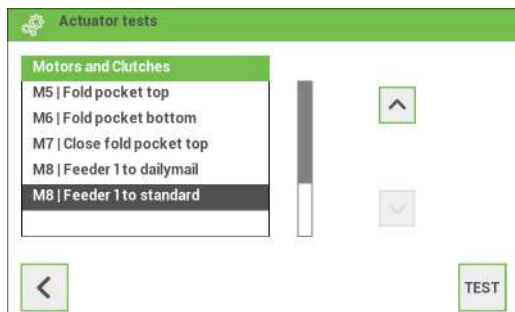 Actuator tests
Motors and Clutches
M5 | Fold pocket top
M6 | Fold pocket bottom
M7 | Close fold pocket top
M8 | Feeder 1 to dailymail
M8 | Feeder 1 to standard
TEST